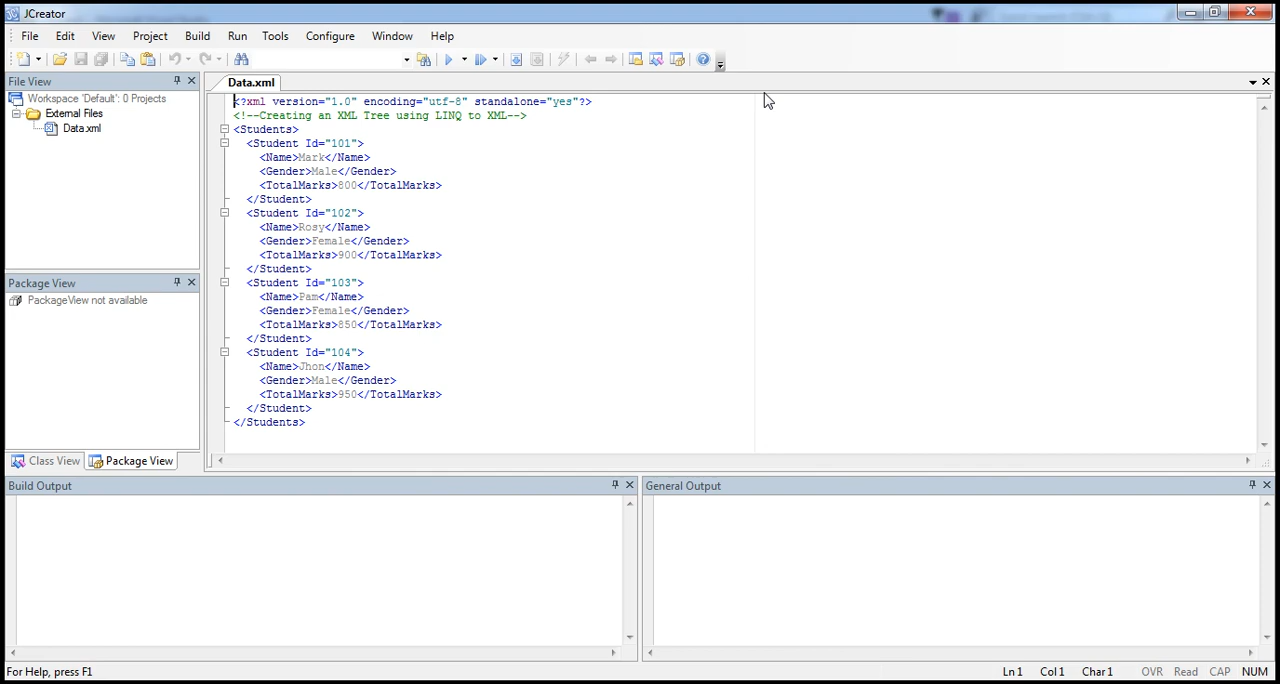 JCreator
File Edit View Project Build Run Tools Configure Window Help
File View
Workspace 'Default': 0 Projects
External Files
Data.xml
Package View
PackageView not available
Class View Package View
Data.xml
<?xml version="1.0" encoding="utf-8" standalone="yes"?>
<!--Creating an XML Tree using LINQ to XML-->
<Students>
<Student Id="101">
<Name>Mark</Name>
<Gender>Male</Gender>
<TotalMarks>800</TotalMarks>
</Student>
<Student Id="102">
<Name>Rosy</Name>
<Gender>Female</Gender>
<TotalMarks>900</TotalMarks>
</Student>
<Student Id="103">
<Name>Pam</Name>
<Gender>Female</Gender>
<TotalMarks>850</TotalMarks>
</Student>
<Student Id="104">
<Name>Jhon</Name>
<Gender>Male</Gender>
<TotalMarks>950</TotalMarks>
</Student>
</Students>
Build Output
General Output
For Help, press F1
Ln 1 Col 1 Char 1 OVR Read CAP NUM